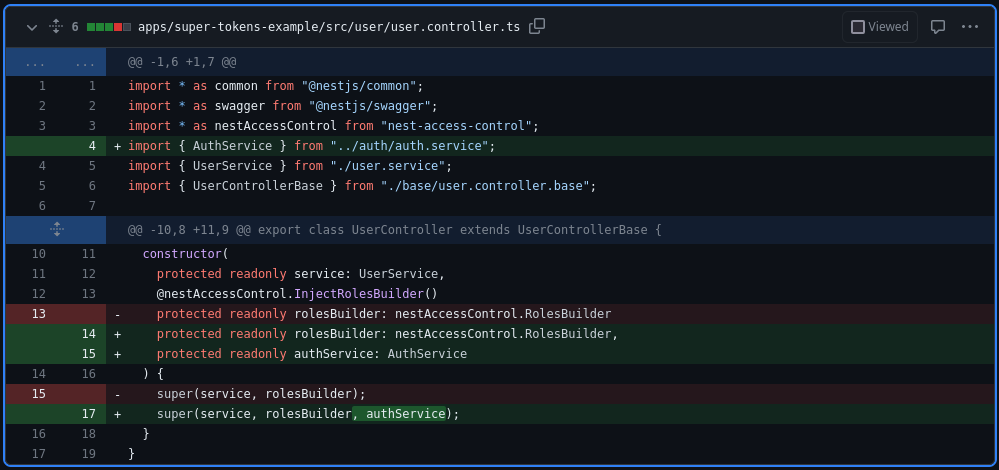 6 apps/super-tokens-example/src/user/user.controller.ts Viewed ...
... ... @@ -1,6 +1,7 @@
1 1 import * as common from "@nestjs/common";
2 2 import * as swagger from "@nestjs/swagger";
3 3 import * as nestAccessControl from "nest-access-control";
4 + import { AuthService } from "../auth/auth.service";
4 5 import { UserService } from "./user.service";
5 6 import { UserControllerBase } from "./base/user.controller.base";
6 7
@@ -10,8 +11,9 @@ export class UserController extends UserControllerBase {
10 11 constructor(
11 12 protected readonly service: UserService,
12 13 @nestAccessControl.InjectRolesBuilder()
13 - protected readonly rolesBuilder: nestAccessControl.RolesBuilder
14 + protected readonly rolesBuilder: nestAccessControl.RolesBuilder,
15 + protected readonly authService: AuthService
14 16 ) {
15 - super(service, rolesBuilder);
17 + super(service, rolesBuilder, authService);
16 18 }
17 19 }